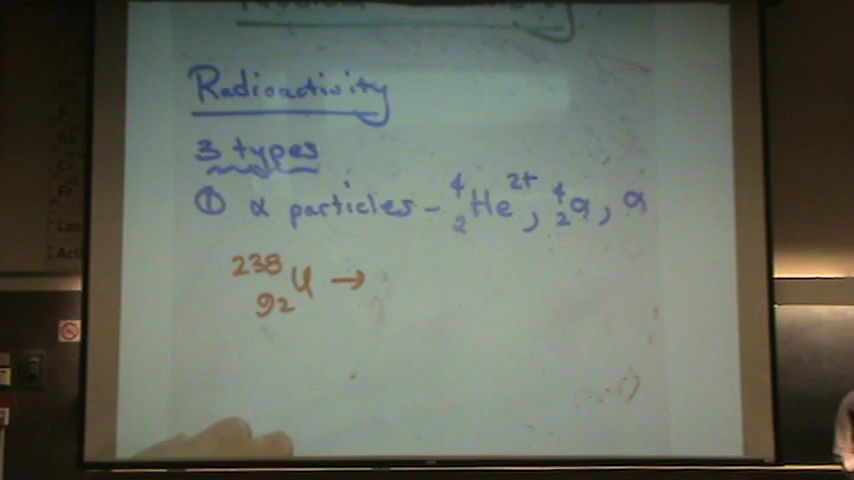 Radioactivity
3 types
① α particles - ⁴₂He²⁺, ⁴₂α, α
²³⁸₉₂U →